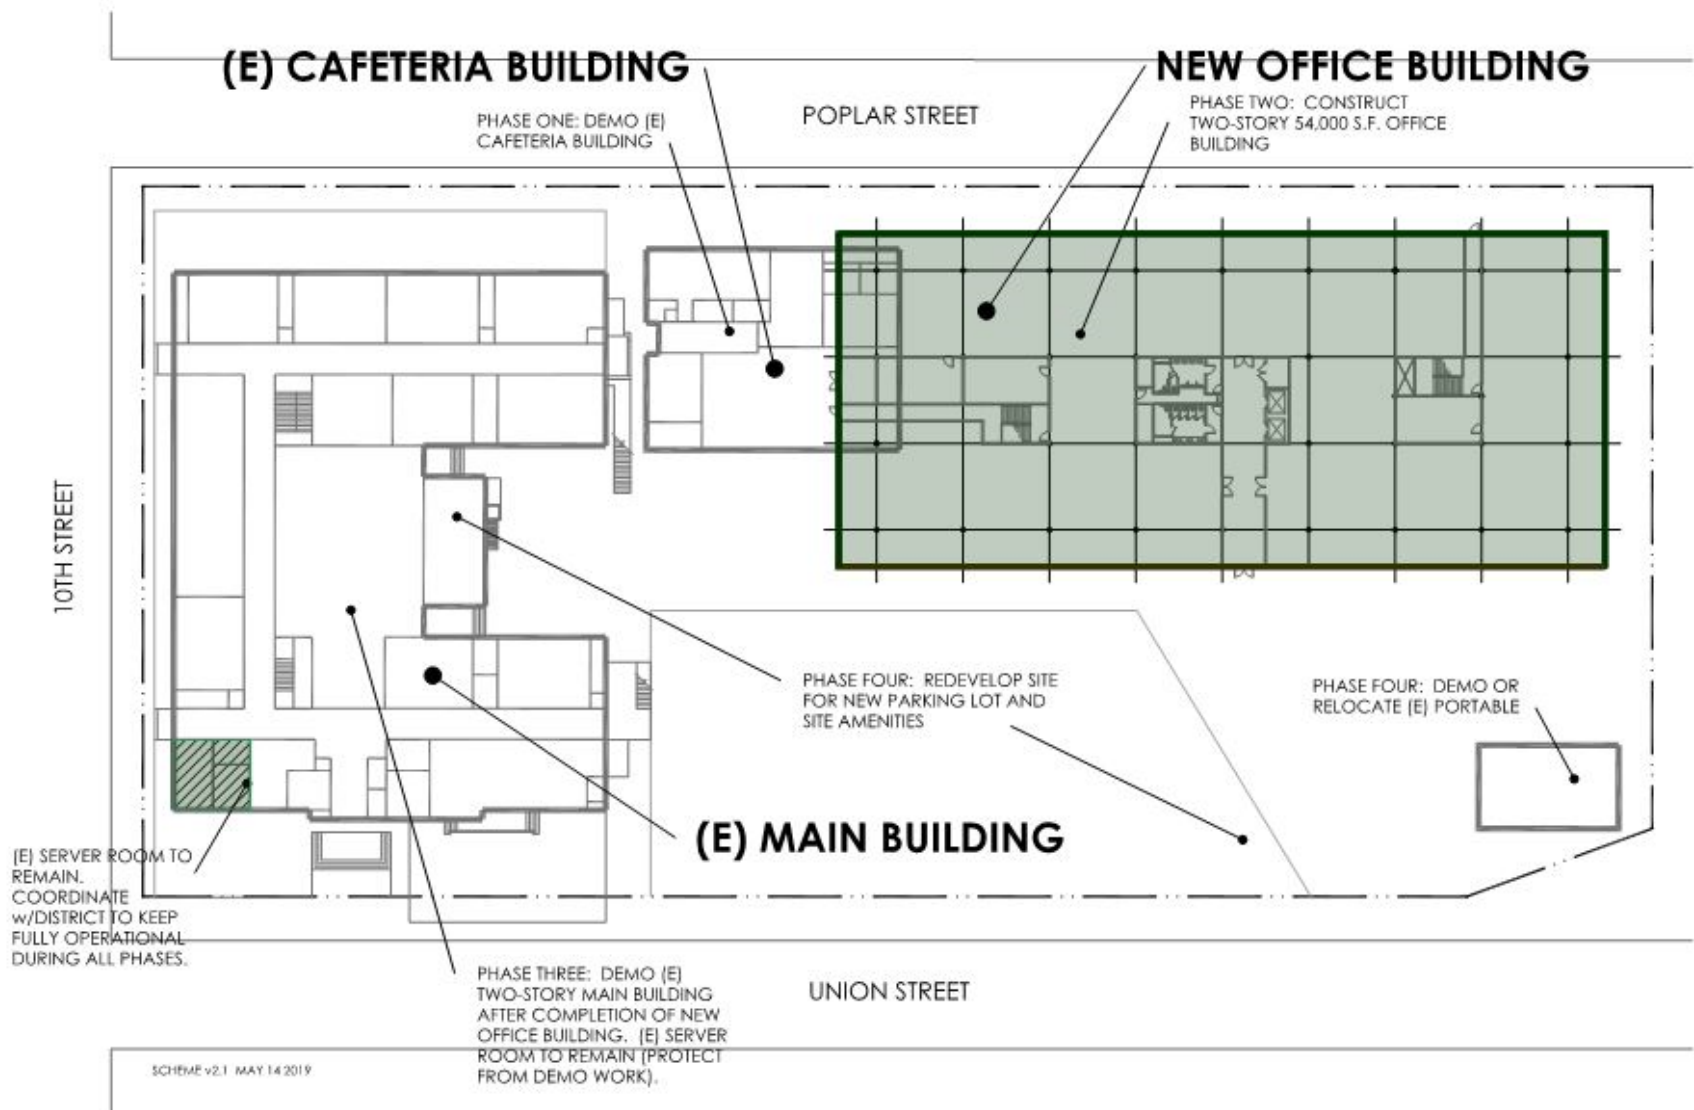 (E) CAFETERIA BUILDING
NEW OFFICE BUILDING
PHASE ONE: DEMO (E)
CAFETERIA BUILDING
POPLAR STREET
PHASE TWO: CONSTRUCT
TWO-STORY 54,000 S.F. OFFICE
BUILDING
10TH STREET
PHASE FOUR: REDEVELOP SITE
FOR NEW PARKING LOT AND
SITE AMENITIES
PHASE FOUR: DEMO OR
RELOCATE (E) PORTABLE
(E) MAIN BUILDING
(E) SERVER ROOM TO
REMAIN.
COORDINATE
w/DISTRICT TO KEEP
FULLY OPERATIONAL
DURING ALL PHASES.
PHASE THREE: DEMO (E)
TWO-STORY MAIN BUILDING
AFTER COMPLETION OF NEW
OFFICE BUILDING. (E) SERVER
ROOM TO REMAIN (PROTECT
FROM DEMO WORK).
UNION STREET
SCHEME v2.1 MAY 14 2019